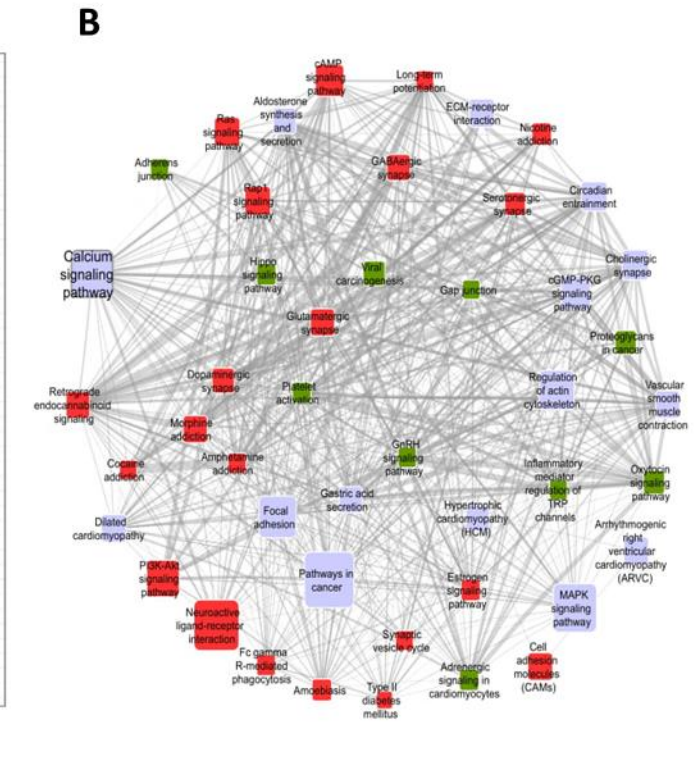 B
cAMP
signaling
pathway
Long-term
potentiation
Aldosterone
synthesis
and
secretion
ECM-receptor
interaction
Ras
signaling
pathway
Nicotine
addiction
Adherens
junction
GABAergic
synapse
Rap1
signaling
pathway
Serotonergic
synapse
Circadian
entrainment
Calcium
signaling
pathway
Hippo
signaling
pathway
Viral
carcinogenesis
Gap junction
Cholinergic
synapse
cGMP-PKG
signaling
pathway
Glutamatergic
synapse
Proteoglycans
in cancer
Dopaminergic
synapse
Platelet
activation
Regulation
of actin
cytoskeleton
Vascular
smooth
muscle
contraction
Retrograde
endocannabinoid
signaling
Morphine
addiction
Cocaine
addiction
Amphetamine
addiction
GnRH
signaling
pathway
Inflammatory
mediator
regulation of
TRP
channels
Oxytocin
signaling
pathway
Gastric acid
secretion
Focal
adhesion
Hypertrophic
cardiomyopathy
(HCM)
Dilated
cardiomyopathy
Arrhythmogenic
right
ventricular
cardiomyopathy
(ARVC)
PI3K-Akt
signaling
pathway
Pathways in
cancer
Estrogen
signaling
pathway
MAPK
signaling
pathway
Neuroactive
ligand-receptor
interaction
Synaptic
vesicle cycle
Fc gamma
R-mediated
phagocytosis
Amoebiasis
Type II
diabetes
mellitus
Adrenergic
signaling in
cardiomyocytes
Cell
adhesion
molecules
(CAMs)